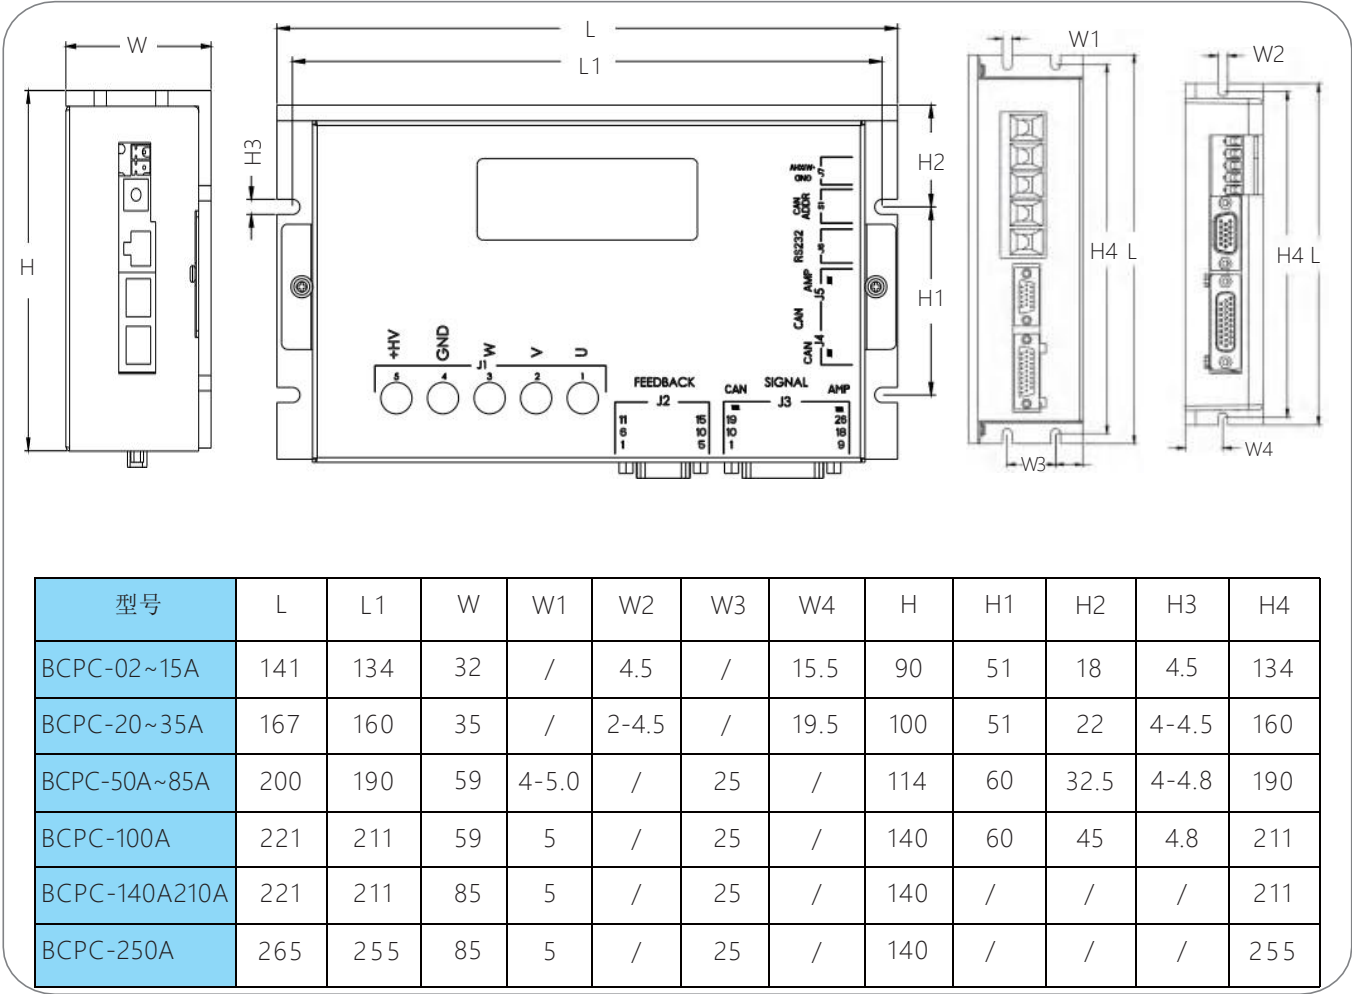 W
L
L1
W1
W2
H3
H2
H
H1
H4 L
H4 L
GND
J7
CAN
ADDR
S1
RS232
J6
AMP
J5
CAN
CAN
J4
+HV
GND
W
V
U
J1
5
4
3
2
1
FEEDBACK
J2
11 15
6 10
1 5
CAN SIGNAL AMP
J3
19 26
10 18
1 9
W3
W4
型号 L L1 W W1 W2 W3 W4 H H1 H2 H3 H4
BCPC-02~15A 141 134 32 / 4.5 / 15.5 90 51 18 4.5 134
BCPC-20~35A 167 160 35 / 2-4.5 / 19.5 100 51 22 4-4.5 160
BCPC-50A~85A 200 190 59 4-5.0 / 25 / 114 60 32.5 4-4.8 190
BCPC-100A 221 211 59 5 / 25 / 140 60 45 4.8 211
BCPC-140A210A 221 211 85 5 / 25 / 140 / / / 211
BCPC-250A 265 255 85 5 / 25 / 140 / / / 255